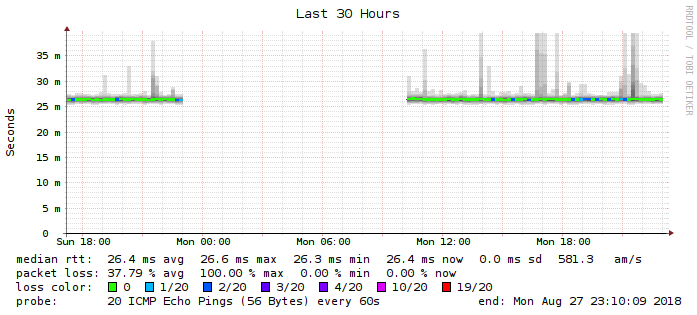 Last 30 Hours
RRDTOOL / TOBI OETIKER
Seconds
35 m
30 m
25 m
20 m
15 m
10 m
5 m
0
Sun 18:00 Mon 00:00 Mon 06:00 Mon 12:00 Mon 18:00
median rtt: 26.4 ms avg 26.6 ms max 26.3 ms min 26.4 ms now 0.0 ms sd 581.3 am/s
packet loss: 37.79 % avg 100.00 % max 0.00 % min 0.00 % now
loss color: 0 1/20 2/20 3/20 4/20 10/20 19/20
probe: 20 ICMP Echo Pings (56 Bytes) every 60s end: Mon Aug 27 23:10:09 2018